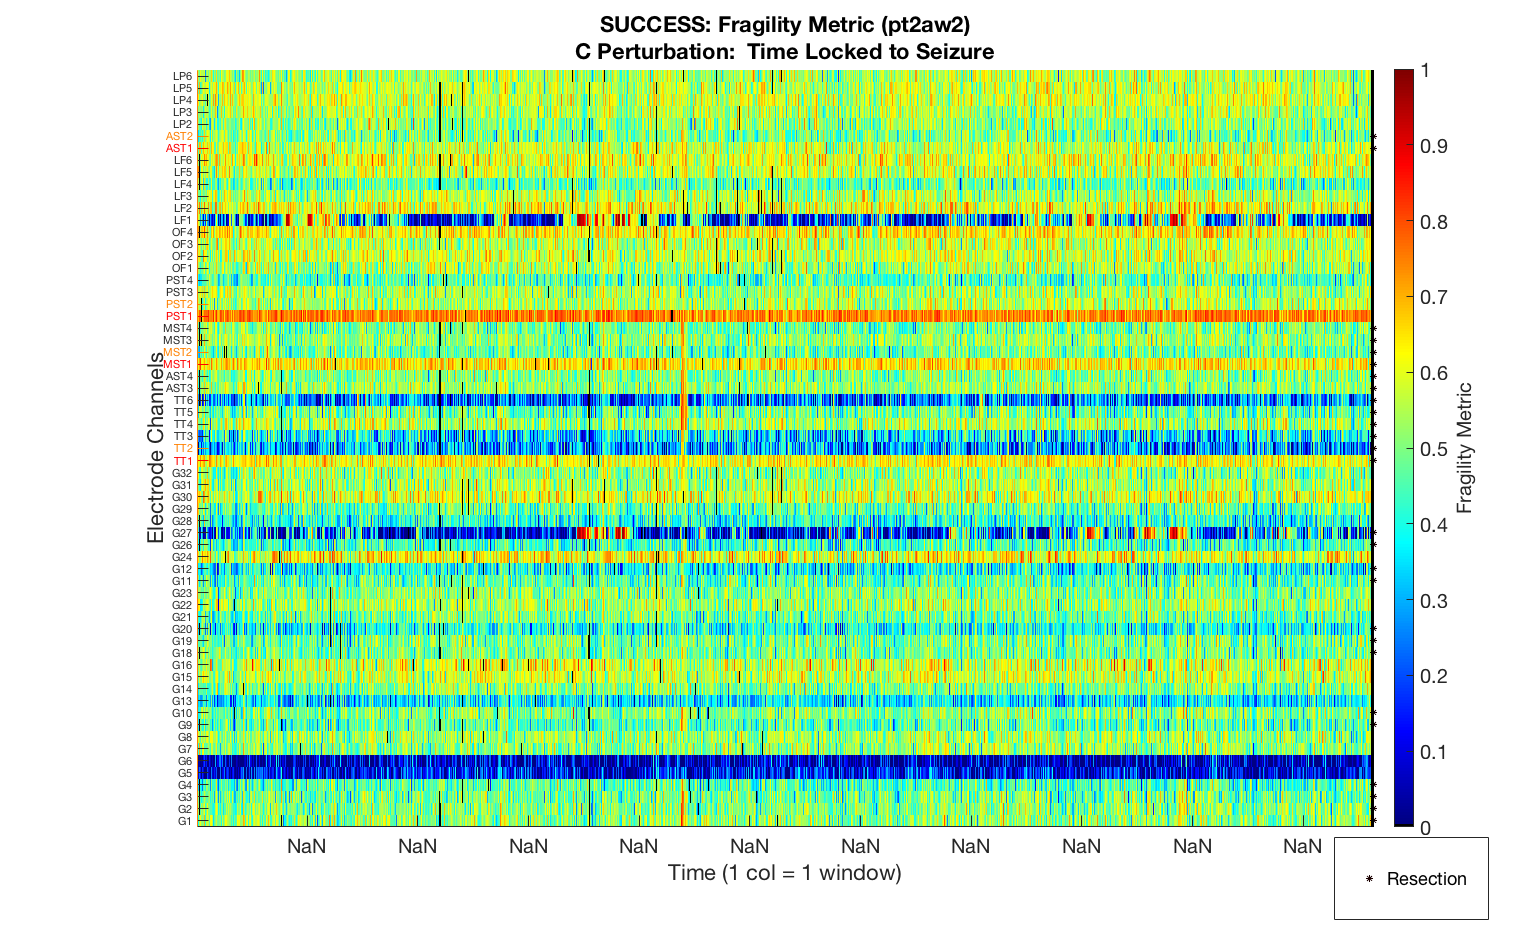 SUCCESS: Fragility Metric (pt2aw2)
C Perturbation:  Time Locked to Seizure
Electrode Channels
LP6
LP5
LP4
LP3
LP2
AST2
AST1
LF6
LF5
LF4
LF3
LF2
LF1
OF4
OF3
OF2
OF1
PST4
PST3
PST2
PST1
MST4
MST3
MST2
MST1
AST4
AST3
TT6
TT5
TT4
TT3
TT2
TT1
G32
G31
G30
G29
G28
G27
G26
G24
G12
G11
G23
G22
G21
G20
G19
G18
G16
G15
G14
G13
G10
G9
G8
G7
G6
G5
G4
G3
G2
G1
NaN NaN NaN NaN NaN NaN NaN NaN NaN NaN
Time (1 col = 1 window)
1
0.9
0.8
0.7
0.6
0.5
0.4
0.3
0.2
0.1
0
Fragility Metric
* Resection